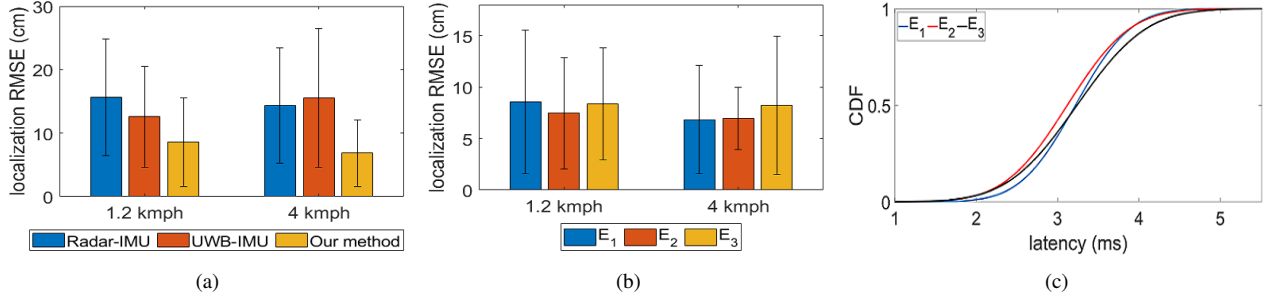 localization RMSE (cm)
30
20
10
0
1.2 kmph
4 kmph
Radar-IMU
UWB-IMU
Our method
(a)
localization RMSE (cm)
15
10
5
0
1.2 kmph
4 kmph
E1
E2
E3
(b)
E1 E2 E3
CDF
1
0.5
0
1
2
3
4
5
latency (ms)
(c)